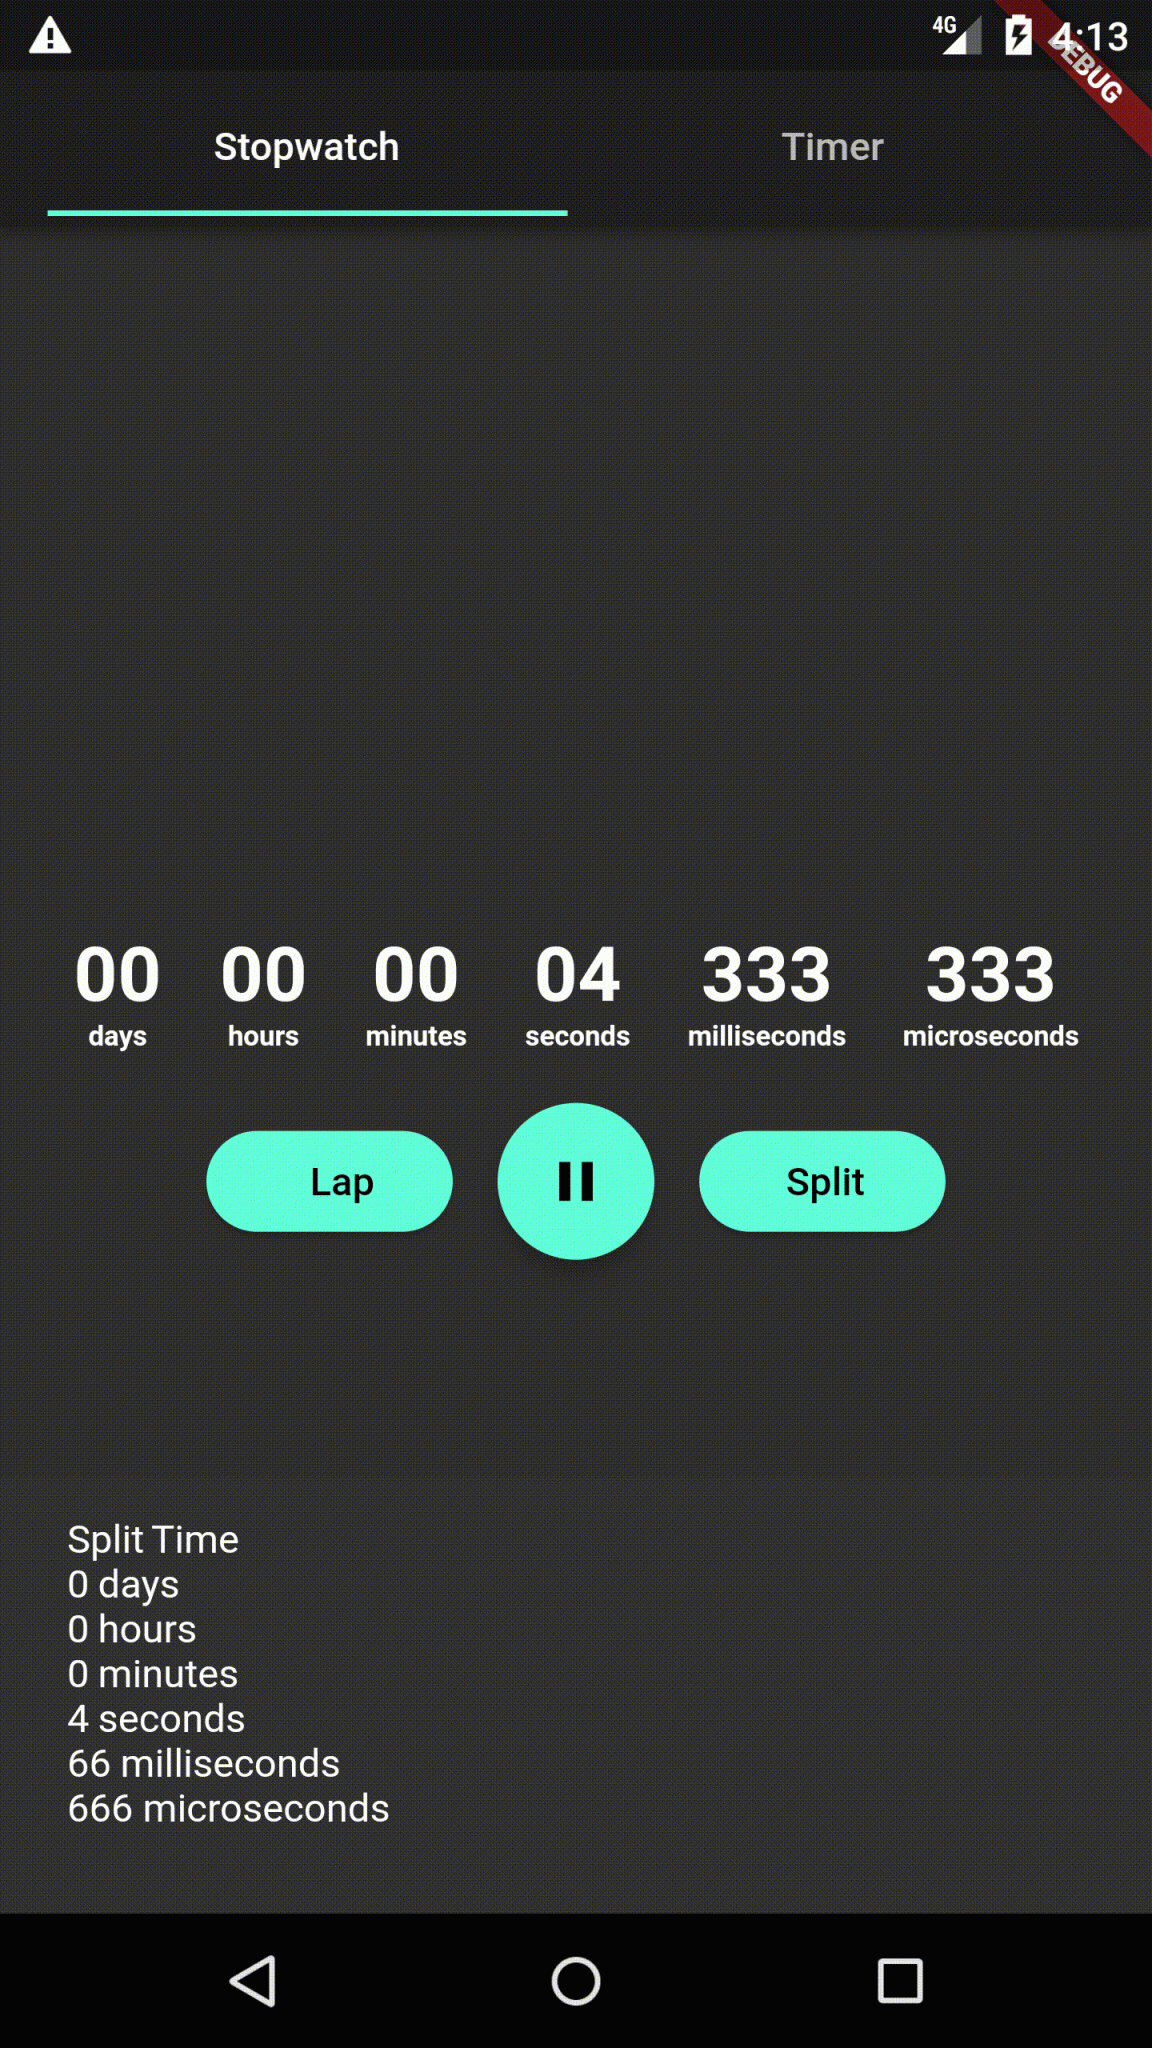 4G 4:13
DEBUG
Stopwatch Timer
00 00 00 04 333 333
days hours minutes seconds milliseconds microseconds
Lap Split
Split Time
0 days
0 hours
0 minutes
4 seconds
66 milliseconds
666 microseconds